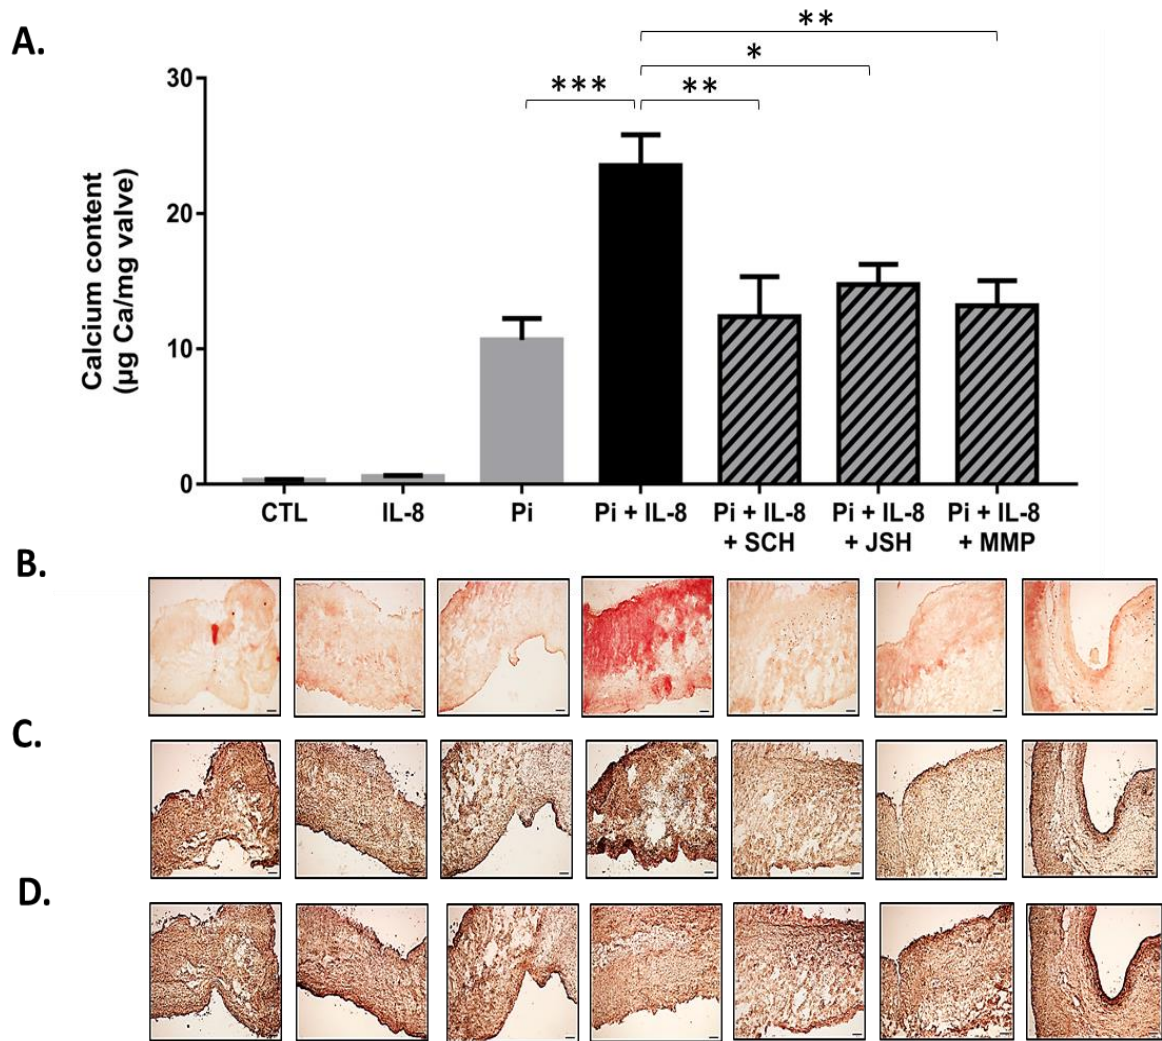 A.
**
*
***
**
30
20
10
0
Calcium content
(µg Ca/mg valve)
CTL
IL-8
Pi
Pi + IL-8
Pi + IL-8
+ SCH
Pi + IL-8
+ JSH
Pi + IL-8
+ MMP
B.
C.
D.